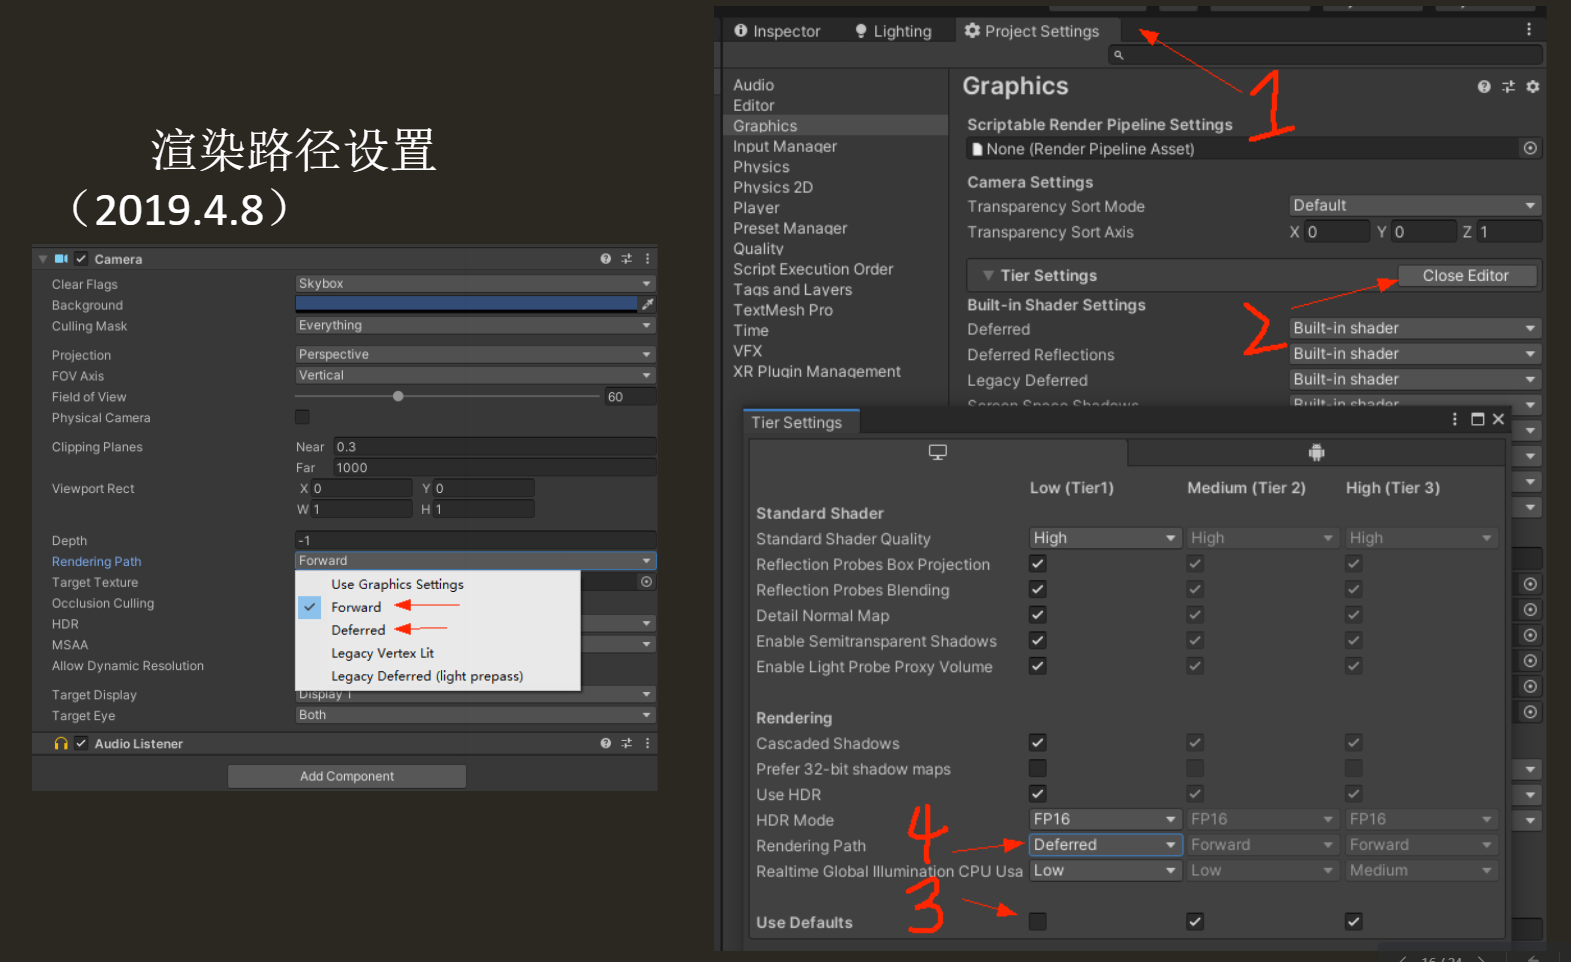 渲染路径设置
（2019.4.8）
Camera
Clear Flags Skybox
Background
Culling Mask Everything
Projection Perspective
FOV Axis Vertical
Field of View 60
Physical Camera
Clipping Planes Near 0.3
Far 1000
Viewport Rect X 0 Y 0
W 1 H 1
Depth -1
Rendering Path Forward
Target Texture
Occlusion Culling
HDR
MSAA
Allow Dynamic Resolution
Use Graphics Settings
Forward
Deferred
Legacy Vertex Lit
Legacy Deferred (light prepass)
Target Display Display 1
Target Eye Both
Audio Listener
Add Component
Inspector Lighting Project Settings
1
Audio
Editor
Graphics
Input Manager
Physics
Physics 2D
Player
Preset Manager
Quality
Script Execution Order
Tags and Layers
TextMesh Pro
Time
VFX
XR Plugin Management
Graphics
Scriptable Render Pipeline Settings
None (Render Pipeline Asset)
Camera Settings
Transparency Sort Mode Default
Transparency Sort Axis X 0 Y 0 Z 1
Tier Settings Close Editor
2
Built-in Shader Settings
Deferred Built-in shader
Deferred Reflections Built-in shader
Legacy Deferred Built-in shader
Screen Space Shadows Built-in shader
Tier Settings
Low (Tier1) Medium (Tier 2) High (Tier 3)
Standard Shader
Standard Shader Quality High High High
Reflection Probes Box Projection
Reflection Probes Blending
Detail Normal Map
Enable Semitransparent Shadows
Enable Light Probe Proxy Volume
Rendering
Cascaded Shadows
Prefer 32-bit shadow maps
Use HDR
HDR Mode FP16 FP16 FP16
4
Rendering Path Deferred Forward Forward
Realtime Global Illumination CPU Usa Low Low Medium
3
Use Defaults
16 / 24